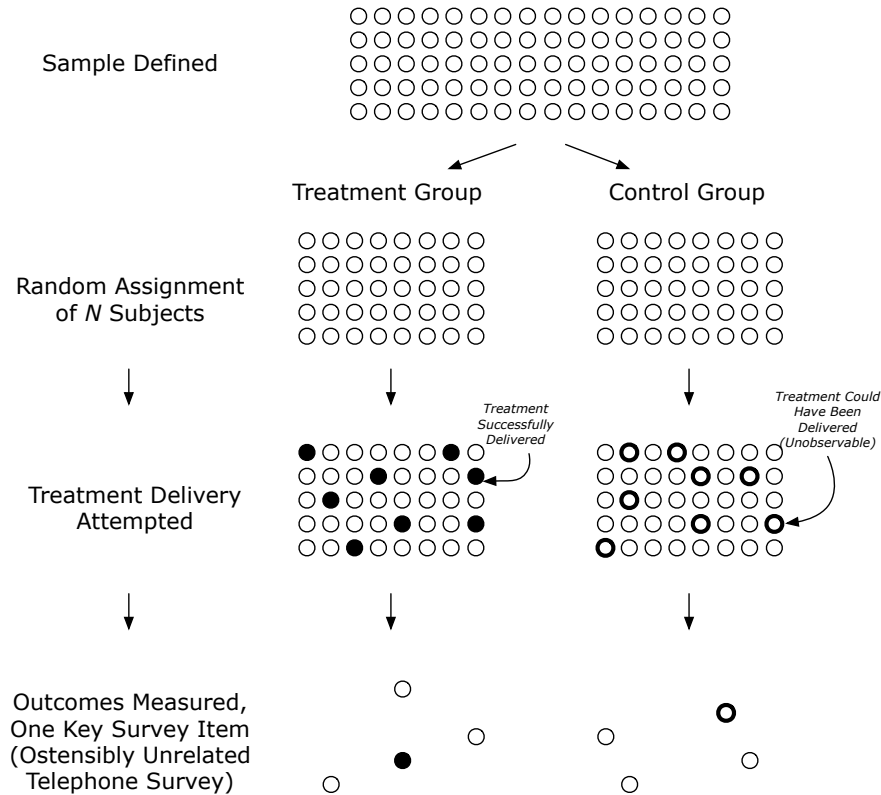 Sample Defined
Treatment Group
Control Group
Random Assignment
of N Subjects
Treatment
Successfully
Delivered
Treatment Could
Have Been
Delivered
(Unobservable)
Treatment Delivery
Attempted
Outcomes Measured,
One Key Survey Item
(Ostensibly Unrelated
Telephone Survey)